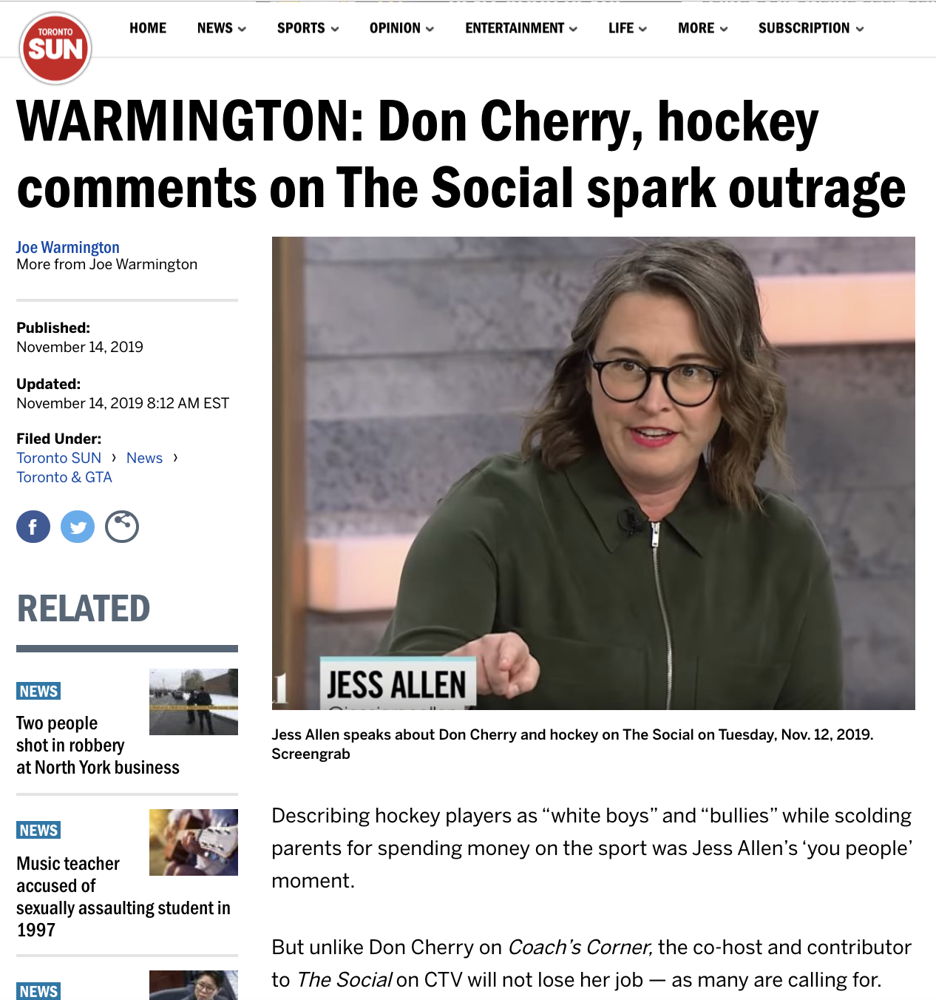 TORONTO
SUN
HOME NEWS SPORTS OPINION ENTERTAINMENT LIFE MORE SUBSCRIPTION
WARMINGTON: Don Cherry, hockey
comments on The Social spark outrage
Joe Warmington
More from Joe Warmington
Published:
November 14, 2019
Updated:
November 14, 2019 8:12 AM EST
Filed Under:
Toronto SUN › News ›
Toronto & GTA
f
RELATED
NEWS
Two people
shot in robbery
at North York business
NEWS
Music teacher
accused of
sexually assaulting student in
1997
NEWS
JESS ALLEN
Jess Allen speaks about Don Cherry and hockey on The Social on Tuesday, Nov. 12, 2019.
Screengrab
Describing hockey players as “white boys” and “bullies” while scolding
parents for spending money on the sport was Jess Allen’s ‘you people’
moment.
But unlike Don Cherry on Coach’s Corner, the co-host and contributor
to The Social on CTV will not lose her job — as many are calling for.